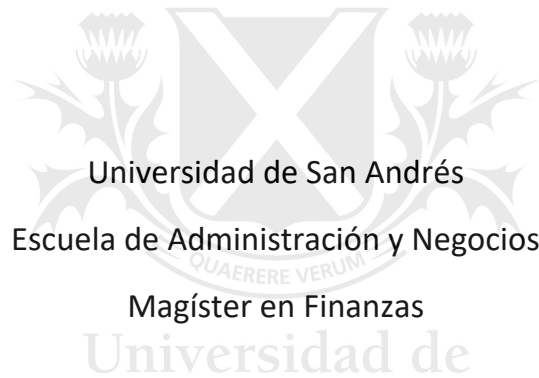 Universidad de San Andrés
Escuela de Administración y Negocios
QUAERERE VERUM
Magíster en Finanzas
Universidad de